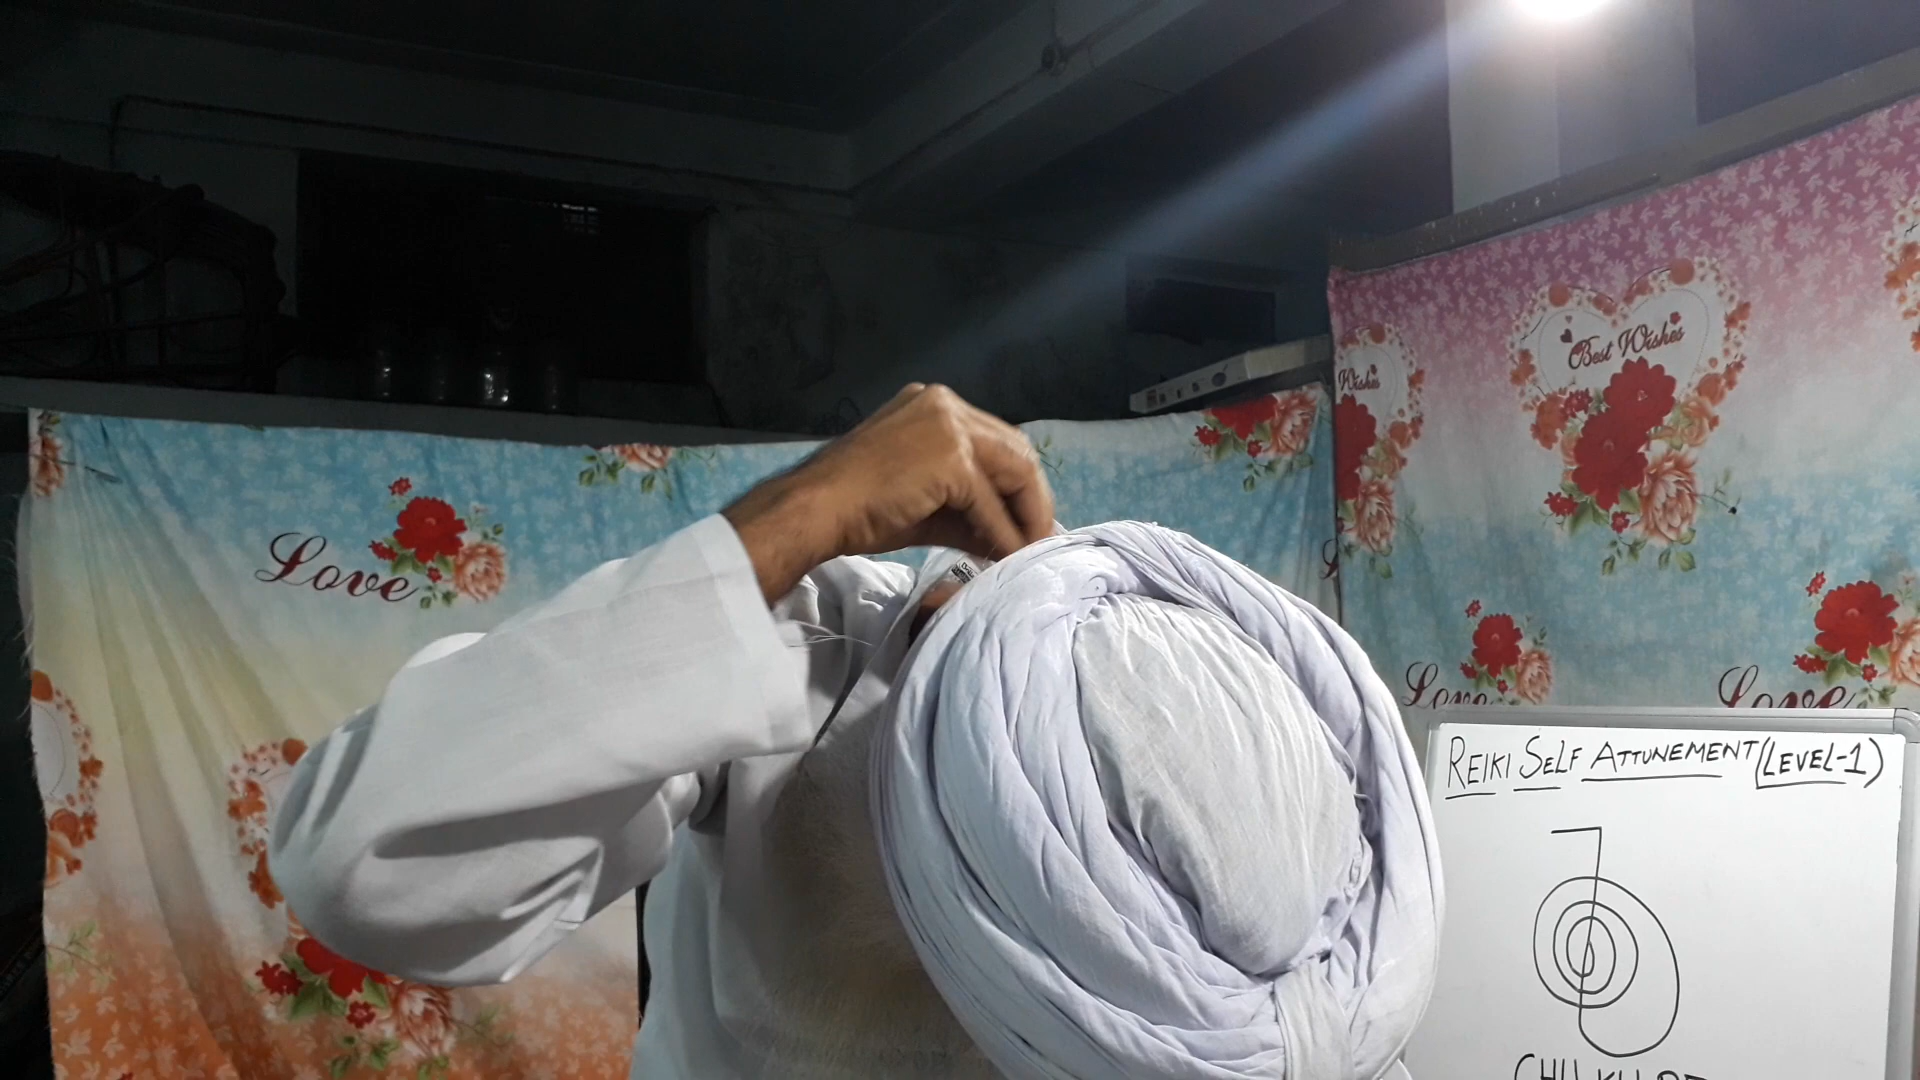 Best Wishes
Wishes
Love
Love
Love
REIKI SELF ATTUNEMENT (LEVEL-1)